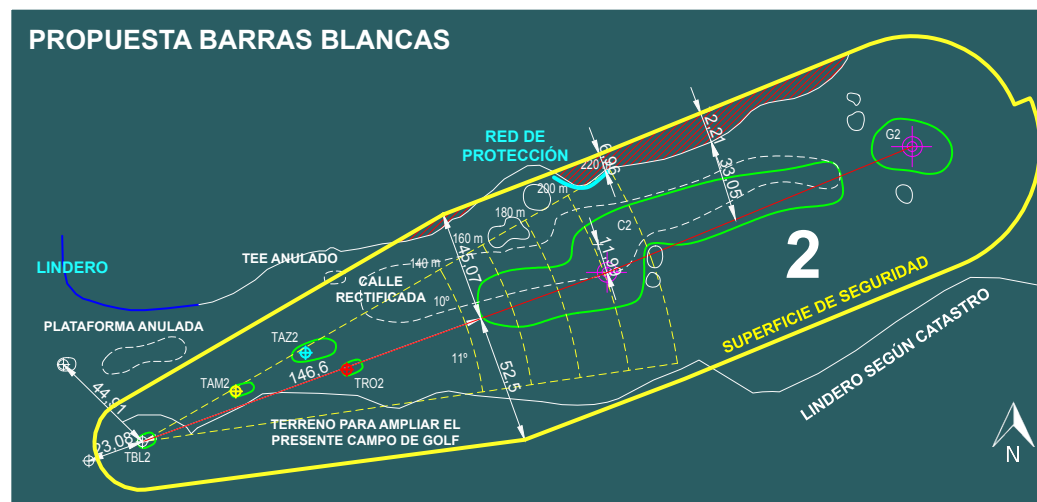 PROPUESTA BARRAS BLANCAS
2,21
G2
RED DE
PROTECCIÓN
6,96
220
33,05
200 m
180 m
C2
160 m
45,07
TEE ANULADO
140 m
11,90
2
LINDERO
CALLE
RECTIFICADA
10º
SUPERFICIE DE SEGURIDAD
PLATAFORMA ANULADA
TAZ2
LINDERO SEGÚN CATASTRO
11º
146,6
TRO2
TAM2
52,5
44,91
TERRENO PARA AMPLIAR EL
PRESENTE CAMPO DE GOLF
23,08
TBL2
N